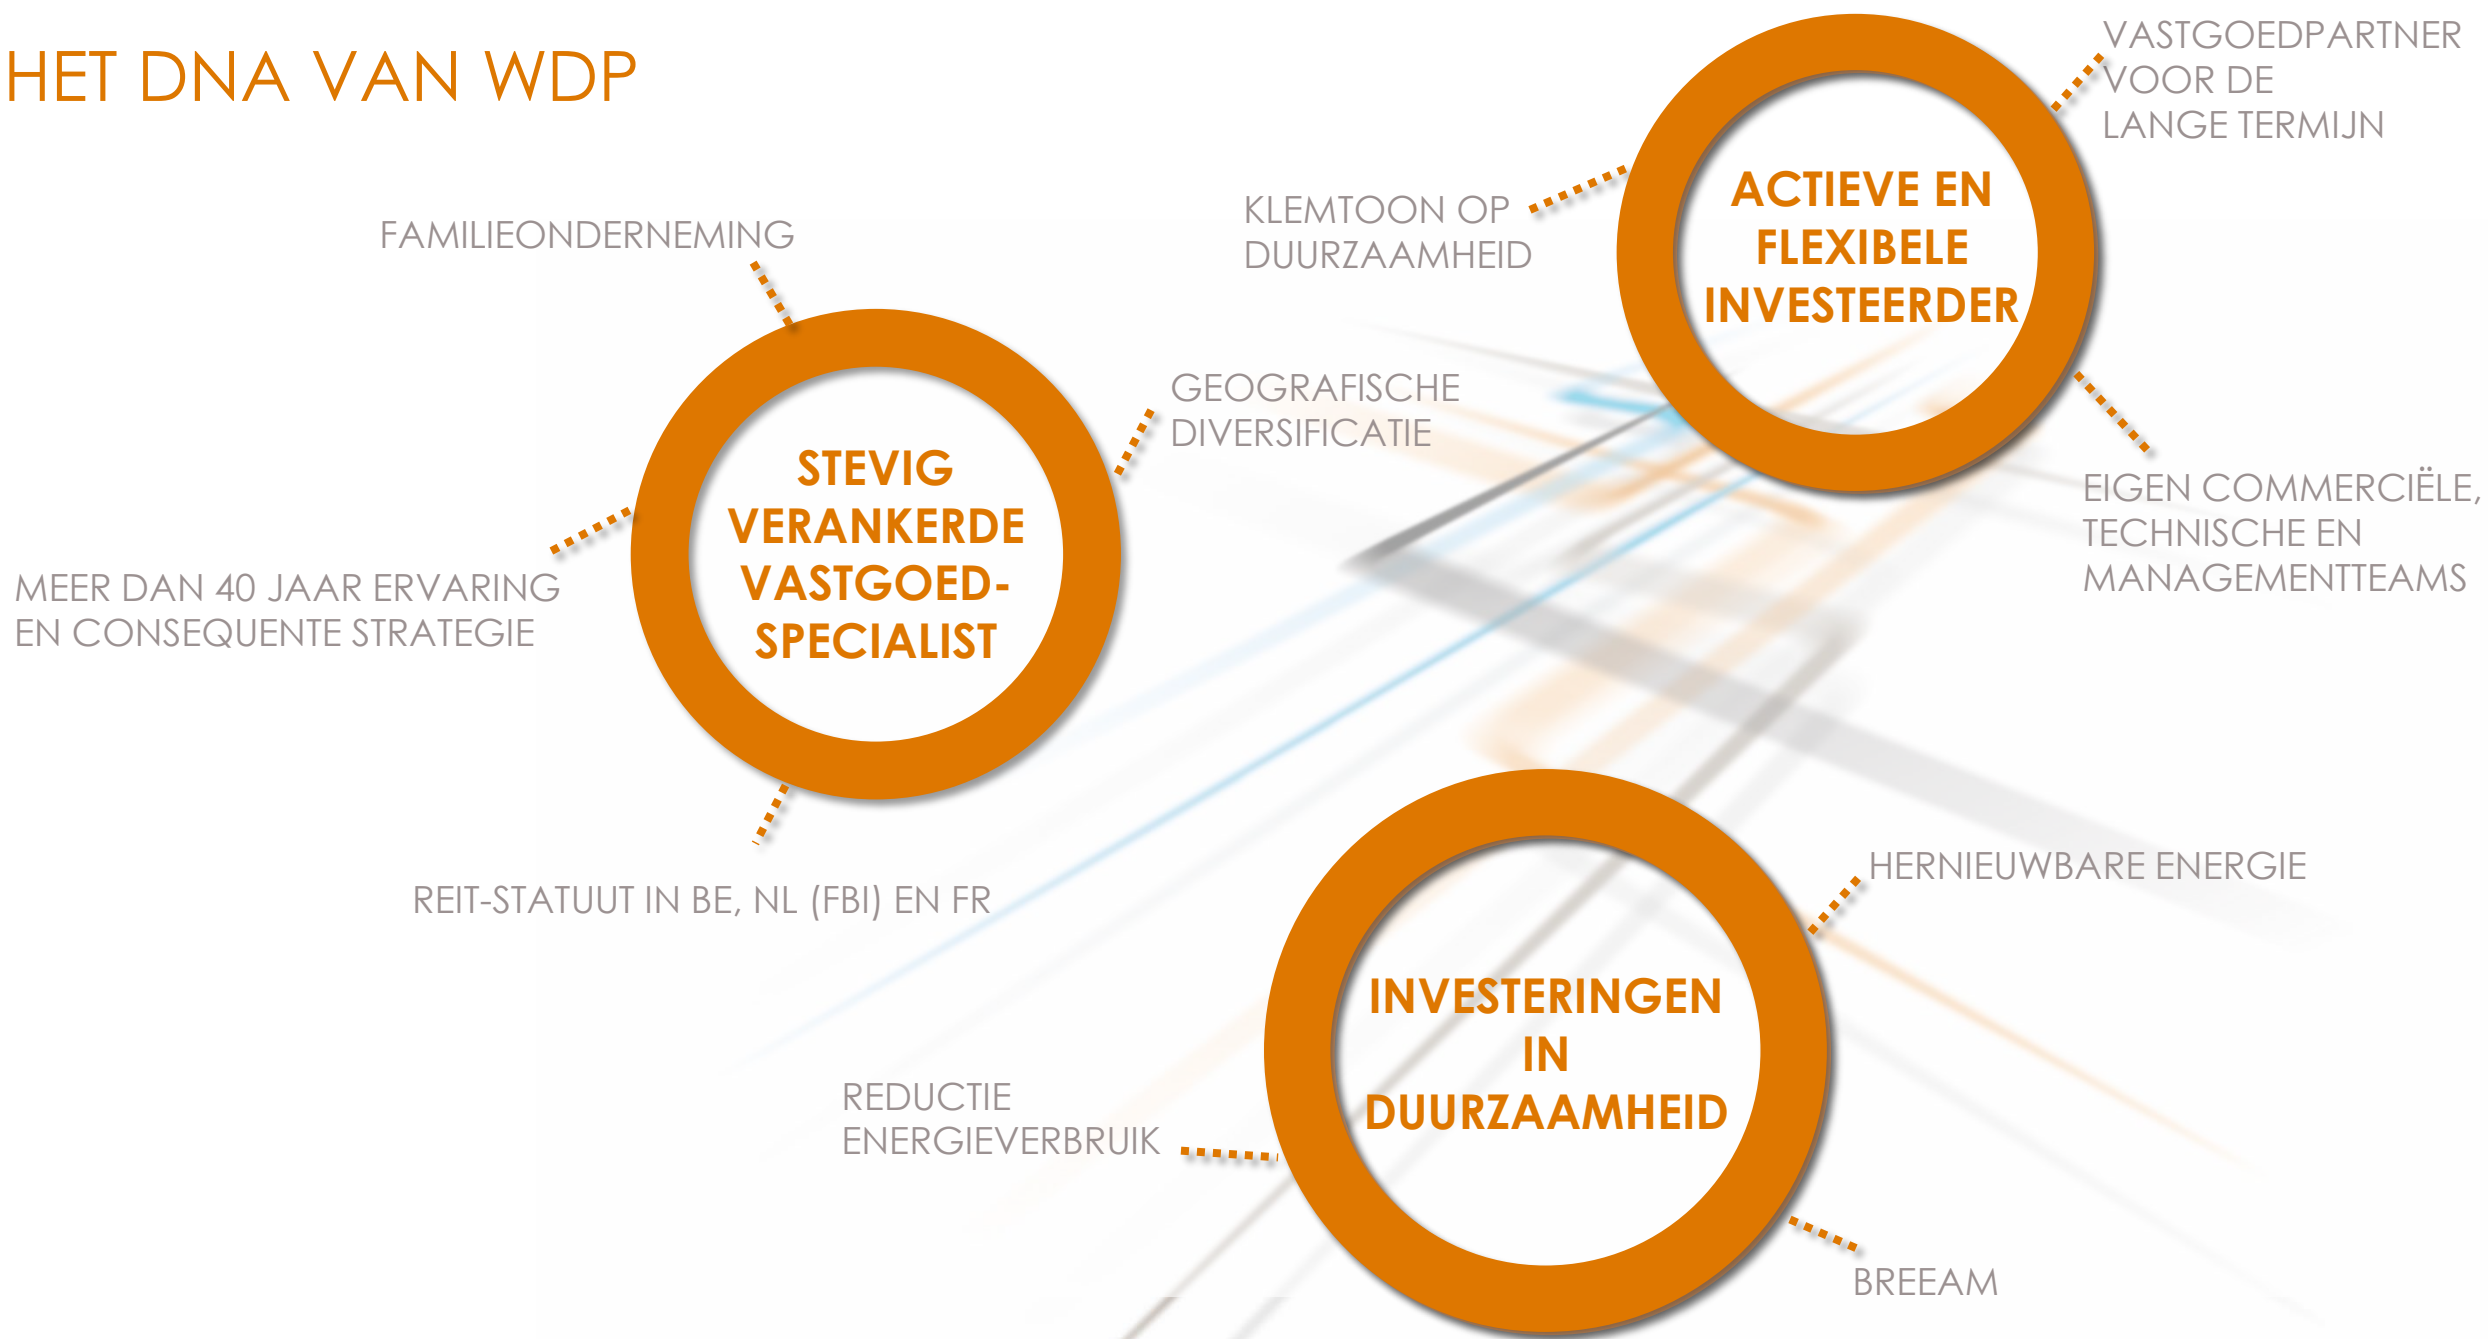 HET DNA VAN WDP
FAMILIEONDERNEMING
MEER DAN 40 JAAR ERVARING
EN CONSEQUENTE STRATEGIE
STEVIG
VERANKERDE
VASTGOED-
SPECIALIST
GEOGRAFISCHE
DIVERSIFICATIE
REIT-STATUUT IN BE, NL (FBI) EN FR
KLEMTOON OP
DUURZAAMHEID
ACTIEVE EN
FLEXIBELE
INVESTEERDER
VASTGOEDPARTNER
VOOR DE
LANGE TERMIJN
EIGEN COMMERCIËLE,
TECHNISCHE EN
MANAGEMENTTEAMS
INVESTERINGEN
IN
DUURZAAMHEID
HERNIEUWBARE ENERGIE
REDUCTIE
ENERGIEVERBRUIK
BREEAM